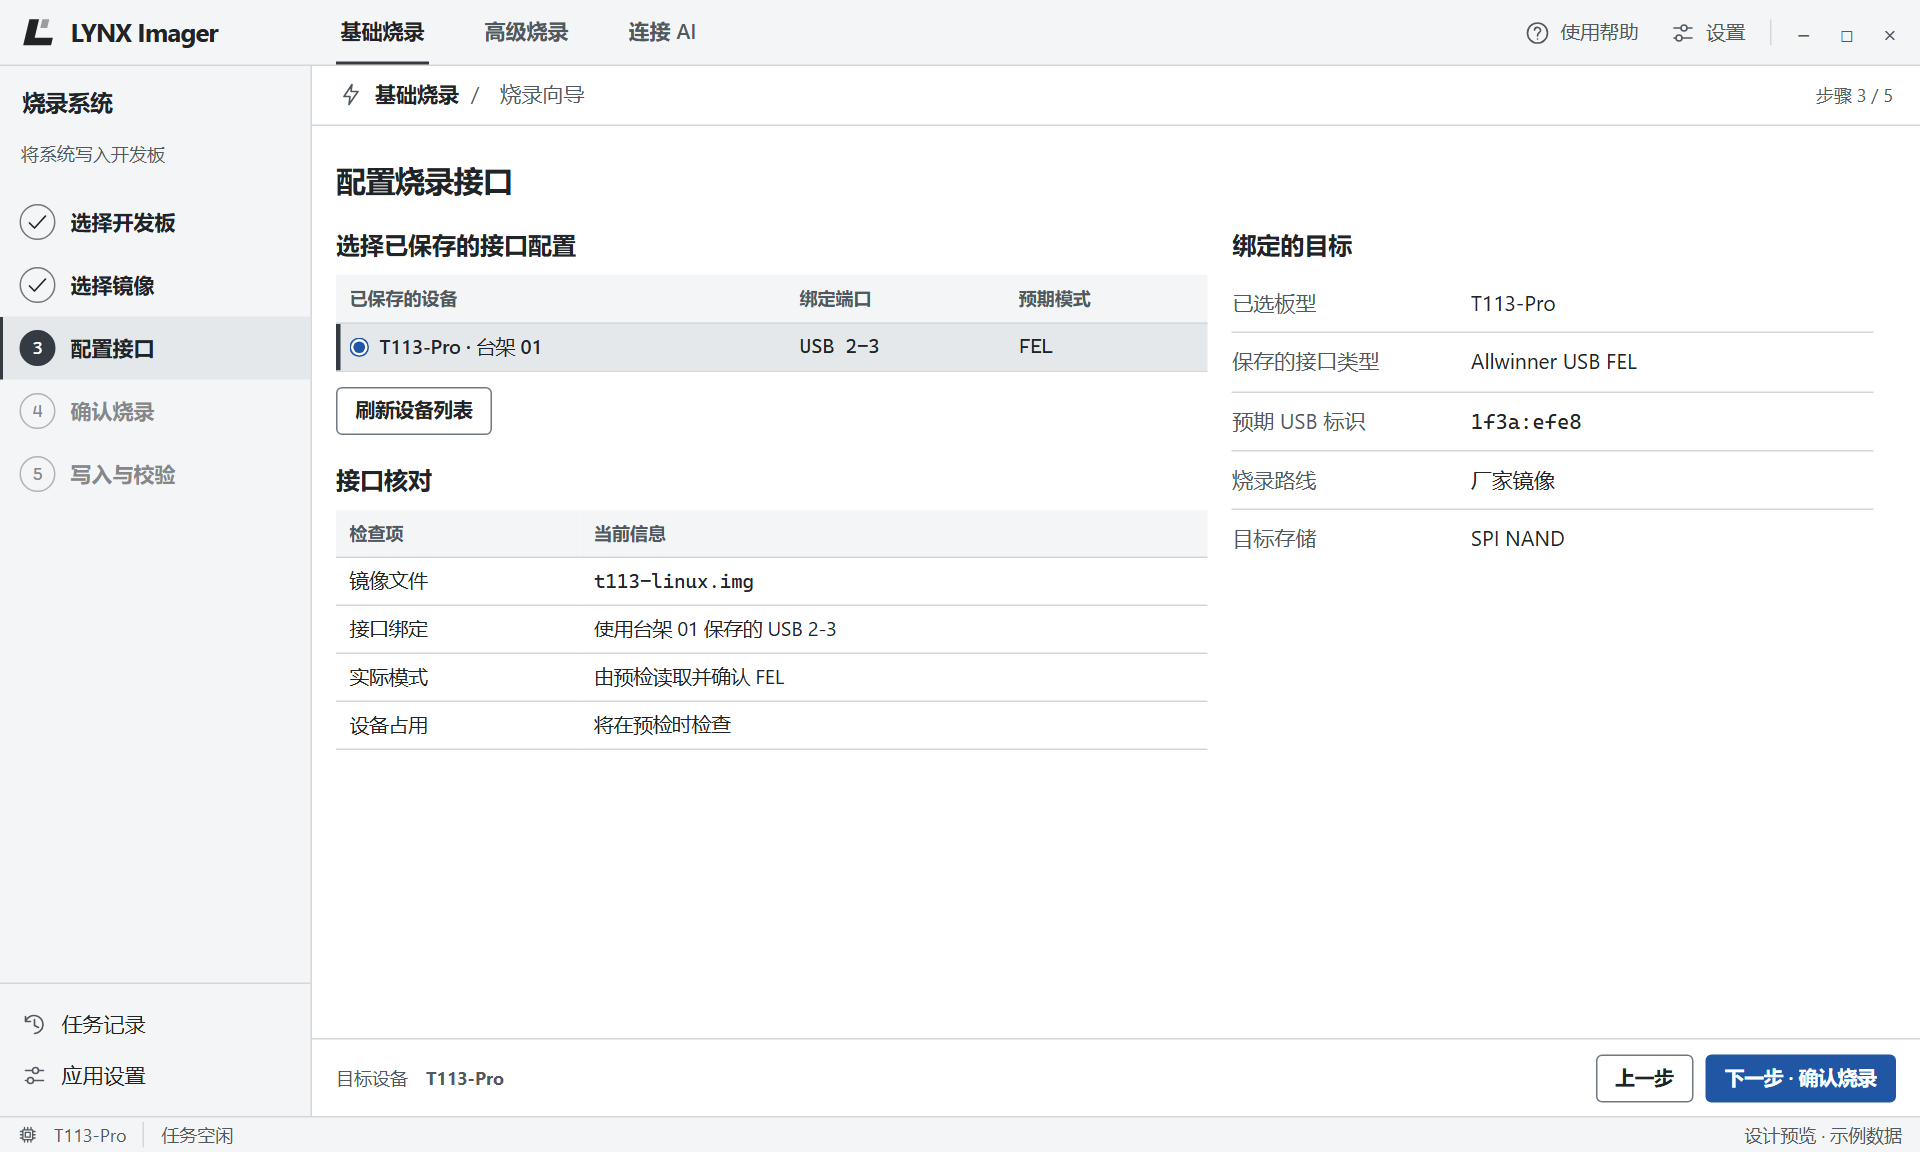 LYNX Imager
基础烧录
高级烧录
连接 AI
使用帮助
设置
烧录系统
将系统写入开发板
选择开发板
选择镜像
3 配置接口
4 确认烧录
5 写入与校验
任务记录
应用设置
基础烧录 / 烧录向导
步骤 3 / 5
配置烧录接口
选择已保存的接口配置
已保存的设备 绑定端口 预期模式
T113-Pro · 台架 01 USB 2-3 FEL
刷新设备列表
接口核对
检查项 当前信息
镜像文件 t113-linux.img
接口绑定 使用台架 01 保存的 USB 2-3
实际模式 由预检读取并确认 FEL
设备占用 将在预检时检查
绑定的目标
已选板型 T113-Pro
保存的接口类型 Allwinner USB FEL
预期 USB 标识 1f3a:efe8
烧录路线 厂家镜像
目标存储 SPI NAND
目标设备 T113-Pro
上一步
下一步 · 确认烧录
T113-Pro
任务空闲
设计预览 · 示例数据